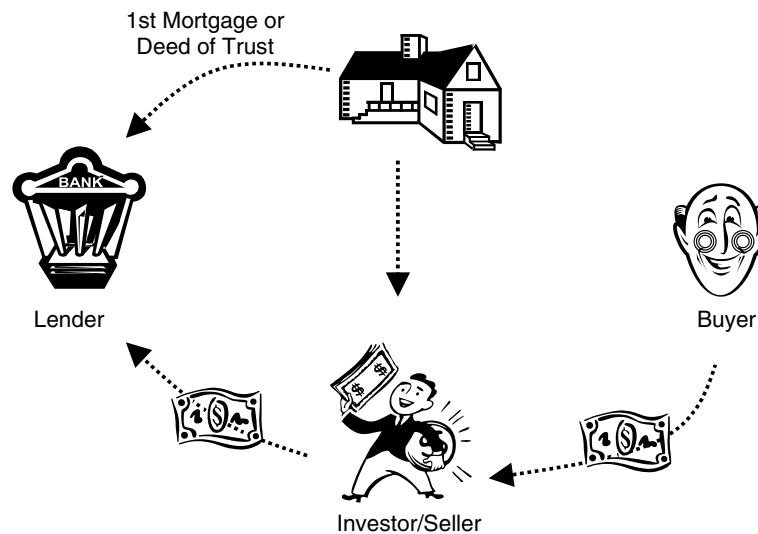 1st Mortgage or
Deed of Trust
BANK
Lender
Buyer
$
$
$
$
Investor/Seller